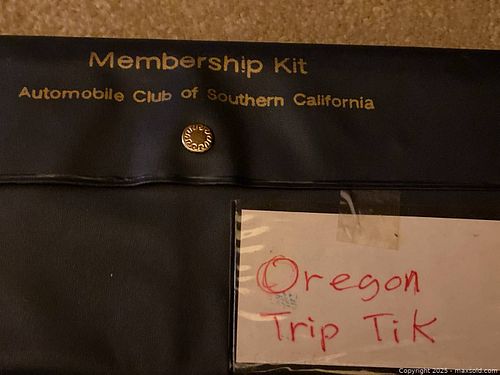 Membership Kit
Automobile Club of Southern California
Oregon
Trip TiK
Copyright 2025 - maxsold.com